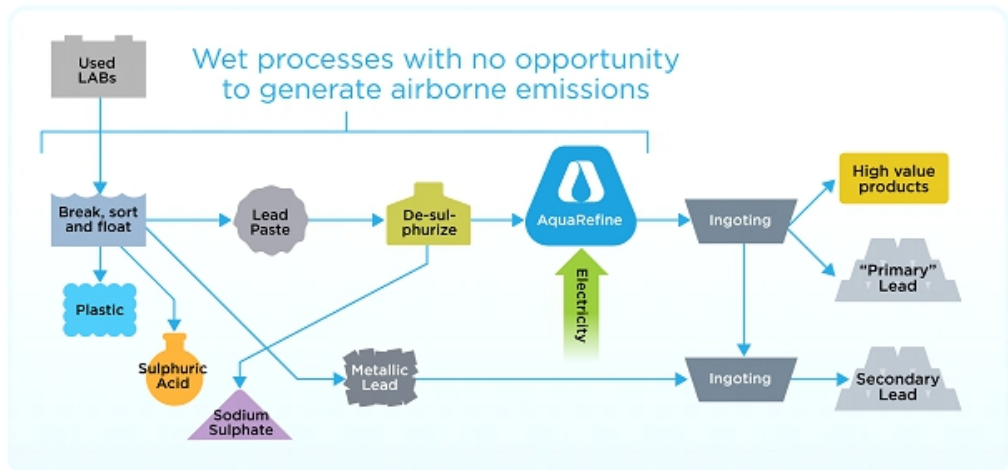 Used
LABs
Wet processes with no opportunity
to generate airborne emissions
Break, sort
and float
Lead
Paste
De-sul-
phurize
AquaRefine
Ingoting
High value
products
"Primary"
Lead
Electricity
Plastic
Sulphuric
Acid
Sodium
Sulphate
Metallic
Lead
Ingoting
Secondary
Lead